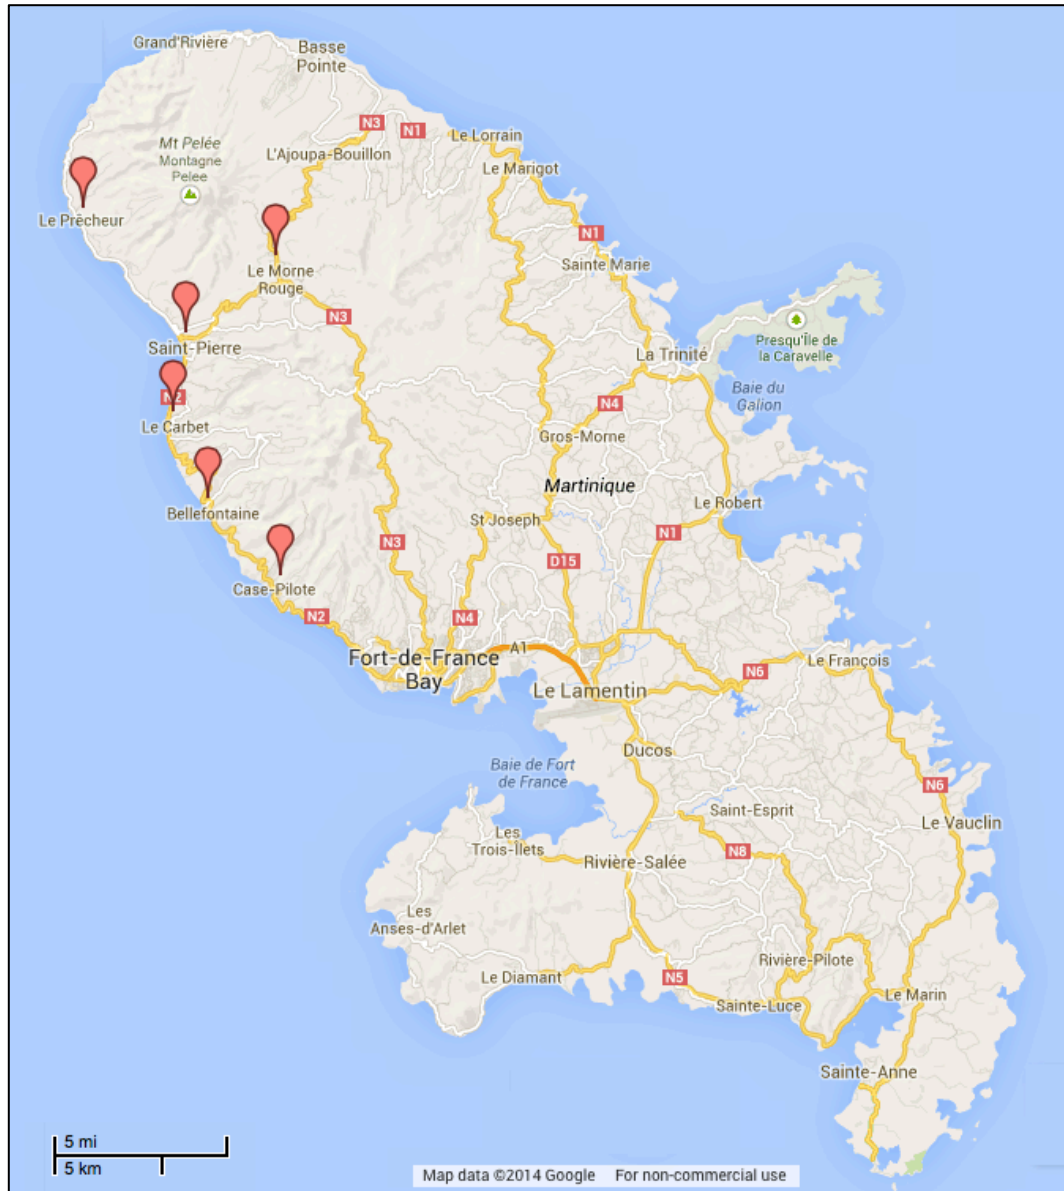 Grand'Rivière
Basse
Pointe
N3
N1
Le Lorrain
Mt Pelée
Montagne
Pelee
L'Ajoupa-Bouillon
Le Marigot
Le Prêcheur
N1
Sainte Marie
Le Morne
Rouge
N3
Presqu'île de
la Caravelle
Saint-Pierre
La Trinité
N2
Baie du
Galion
N4
Le Carbet
Gros-Morne
Martinique
Le Robert
Bellefontaine
St Joseph
N1
N3
D15
Case-Pilote
N2
N4
A1
Fort-de-France
Bay
Le François
N6
Le Lamentin
Ducos
Baie de Fort
de France
N6
Saint-Esprit
Le Vauclin
Les
Trois-Ilets
N8
Rivière-Salée
Les
Anses-d'Arlet
Rivière-Pilote
Le Diamant
N5
Le Marin
Sainte-Luce
Sainte-Anne
5 mi
5 km
Map data ©2014 Google For non-commercial use